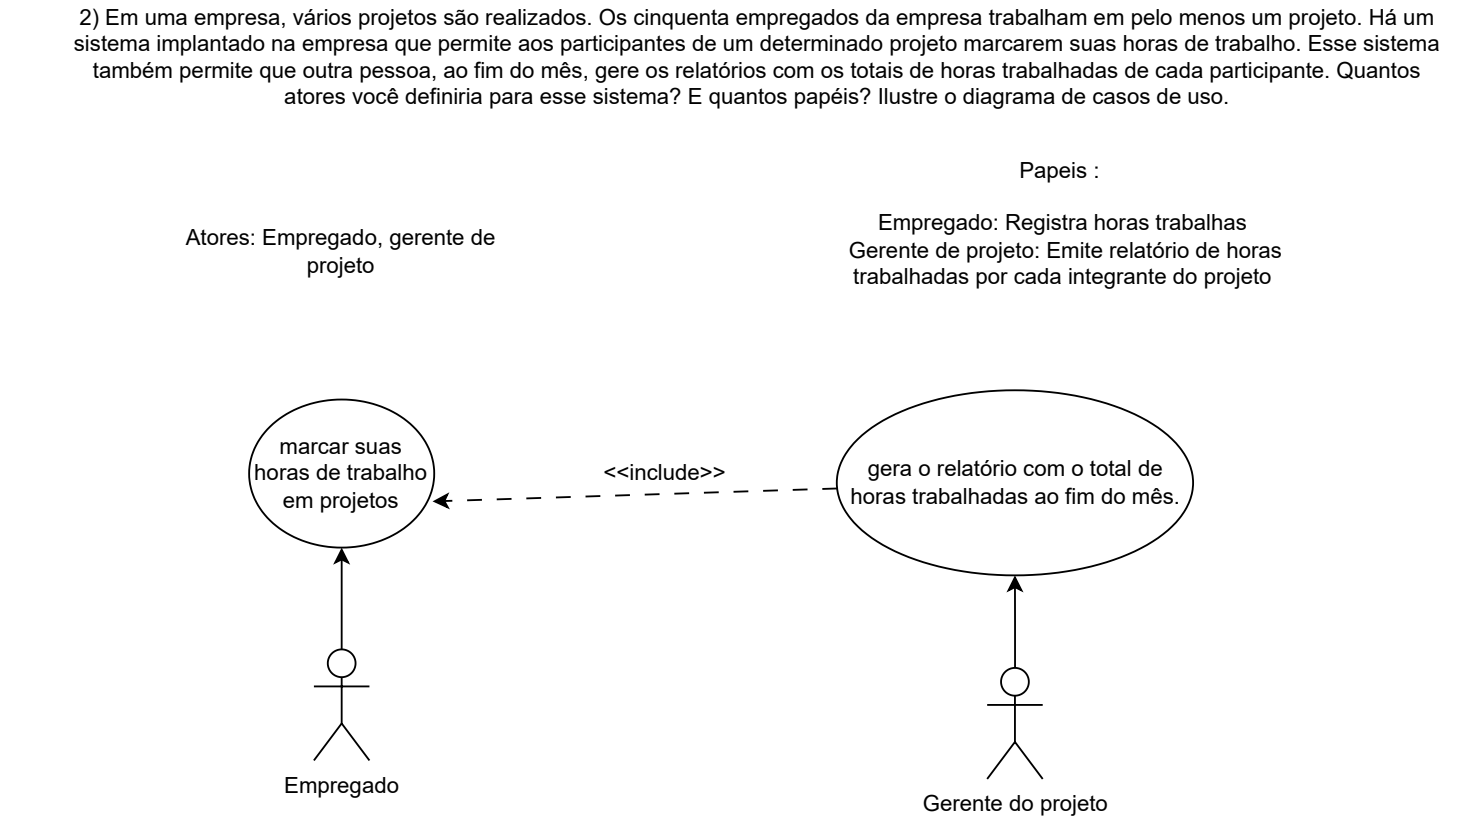 2) Em uma empresa, vários projetos são realizados. Os cinquenta empregados da empresa trabalham em pelo menos um projeto. Há um
sistema implantado na empresa que permite aos participantes de um determinado projeto marcarem suas horas de trabalho. Esse sistema
também permite que outra pessoa, ao fim do mês, gere os relatórios com os totais de horas trabalhadas de cada participante. Quantos
atores você definiria para esse sistema? E quantos papéis? Ilustre o diagrama de casos de uso.
Atores: Empregado, gerente de
projeto
Papeis :
Empregado: Registra horas trabalhas
Gerente de projeto: Emite relatório de horas
trabalhadas por cada integrante do projeto
marcar suas
horas de trabalho
em projetos
<<include>>
gera o relatório com o total de
horas trabalhadas ao fim do mês.
Empregado
Gerente do projeto